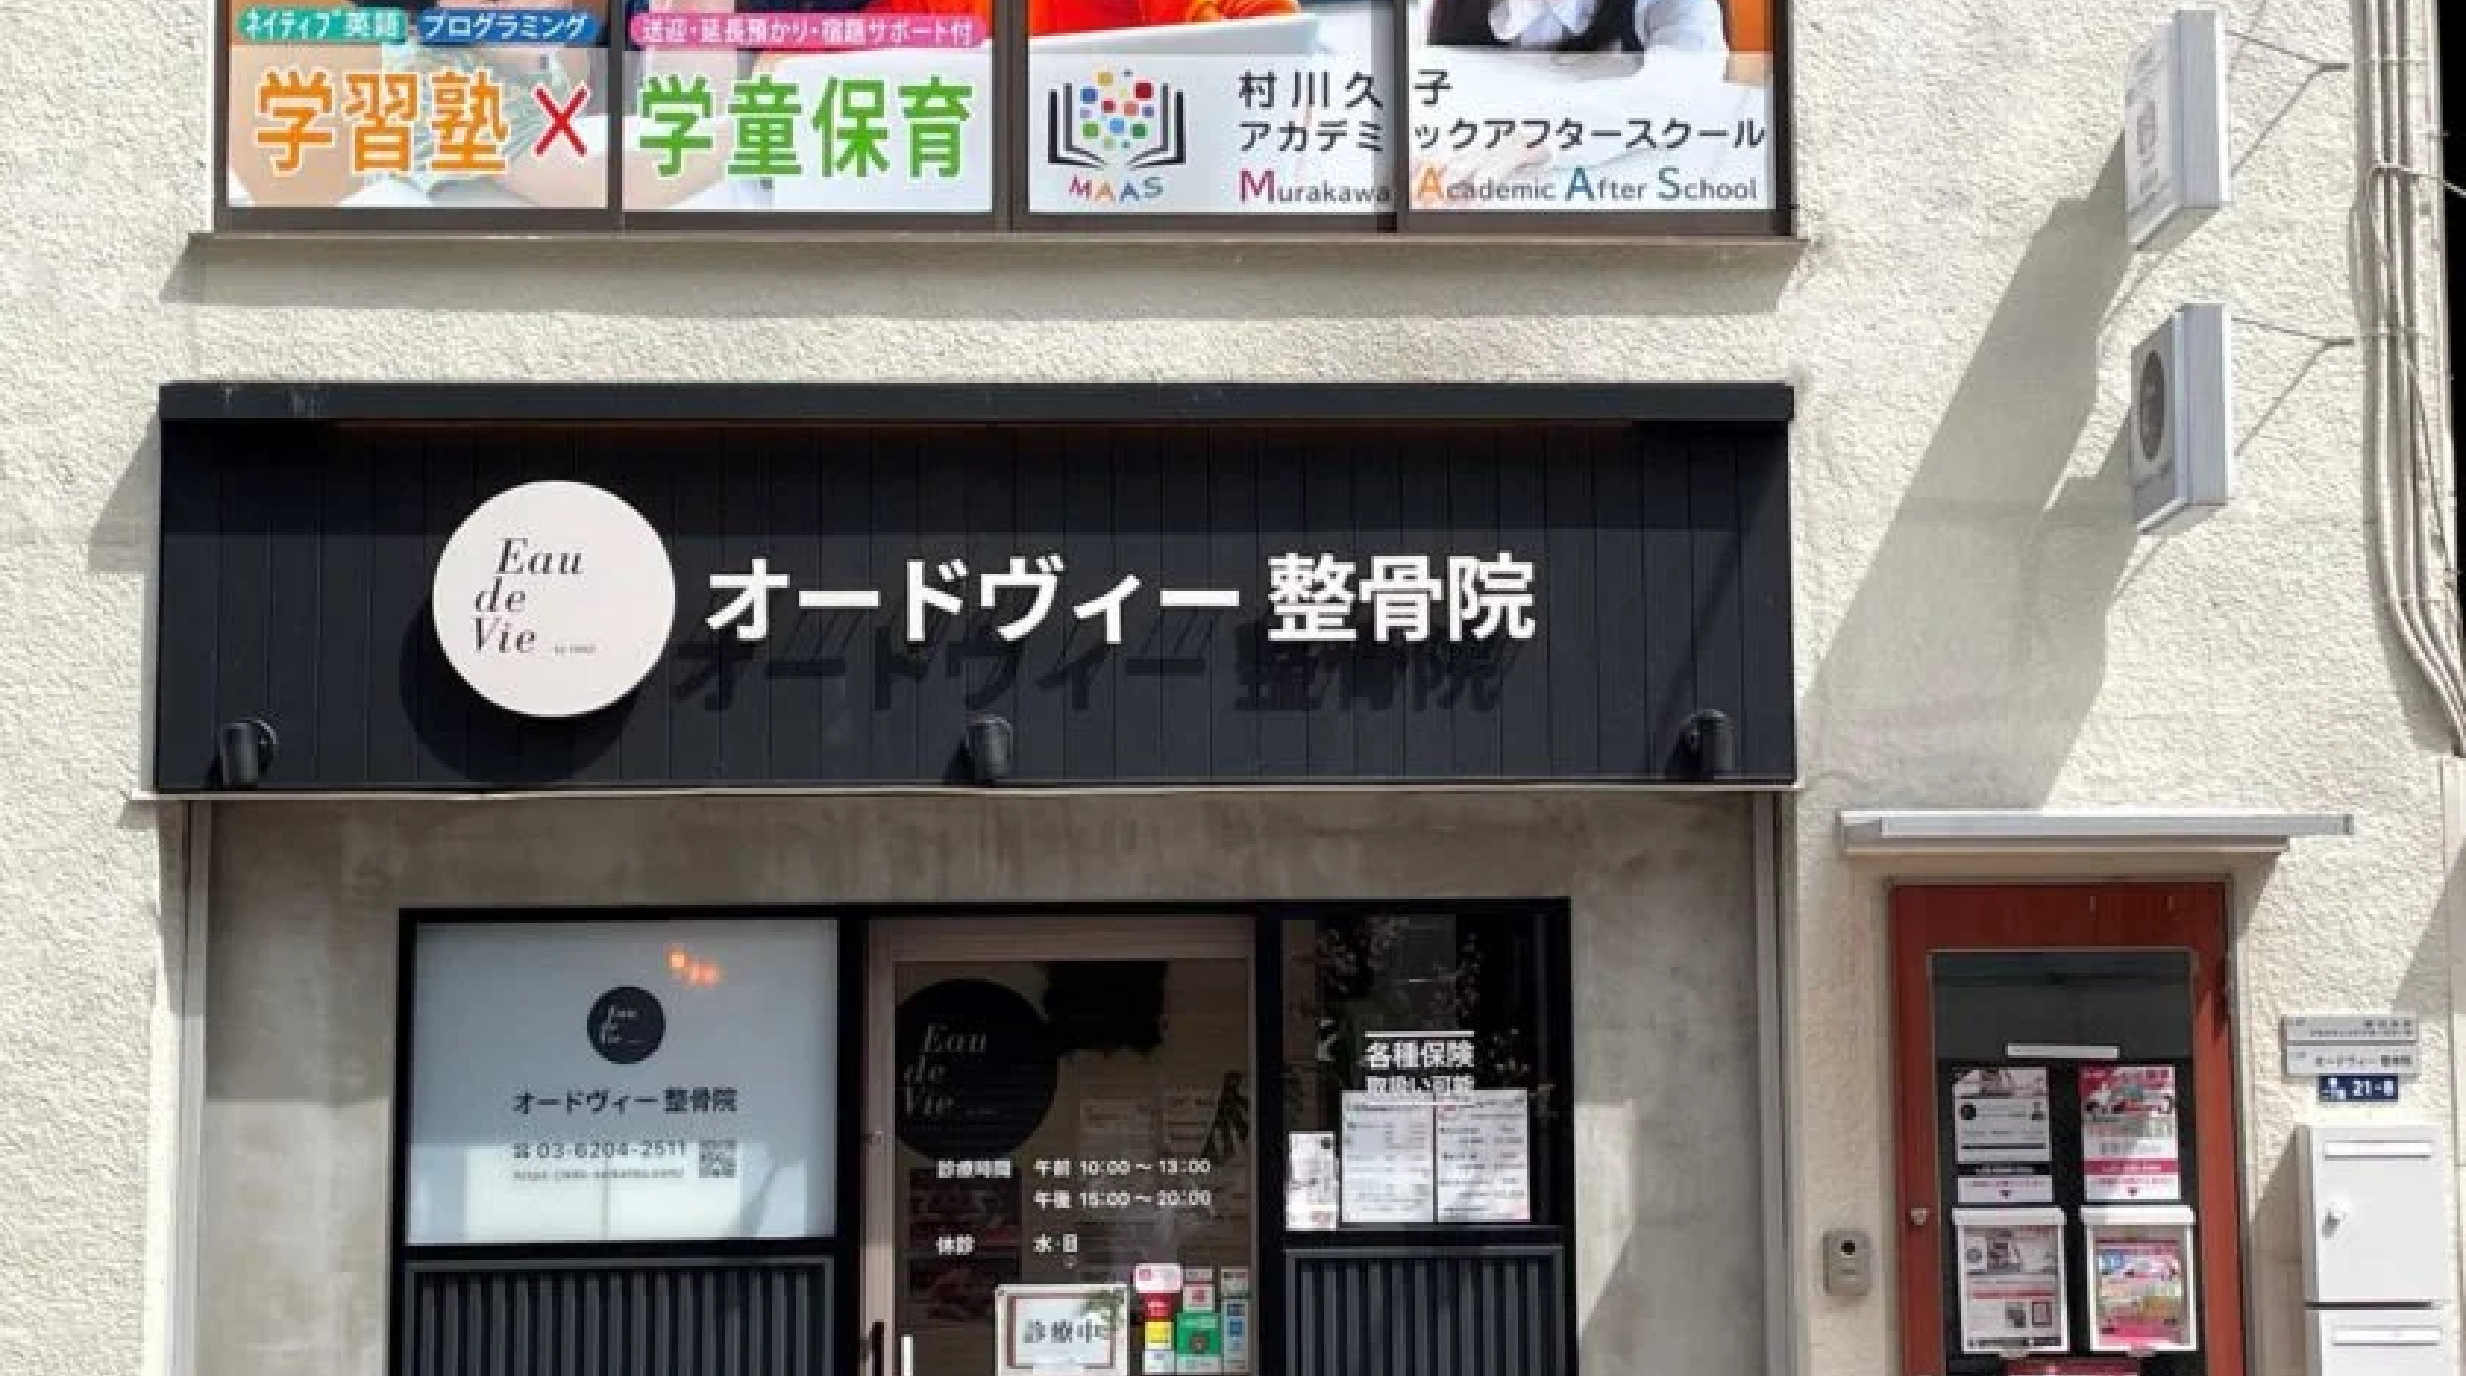 ネイティブ英語 プログラミング
送迎・延長預かり・宿題サポート付
学習塾×学童保育
村川久子
アカデミックアフタースクール
MAAS
Murakawa Academic After School
Eau
de
Vie
オードヴィー 整骨院
Eau
de
Vie
オードヴィー 整骨院
☎ 03-6204-2511
Eau
de
Vie
診療時間 午前 10:00～13:00
午後 15:00～20:00
休診 水・日
診療中
各種保険
取扱い可能
オードヴィー 整骨院
21-8